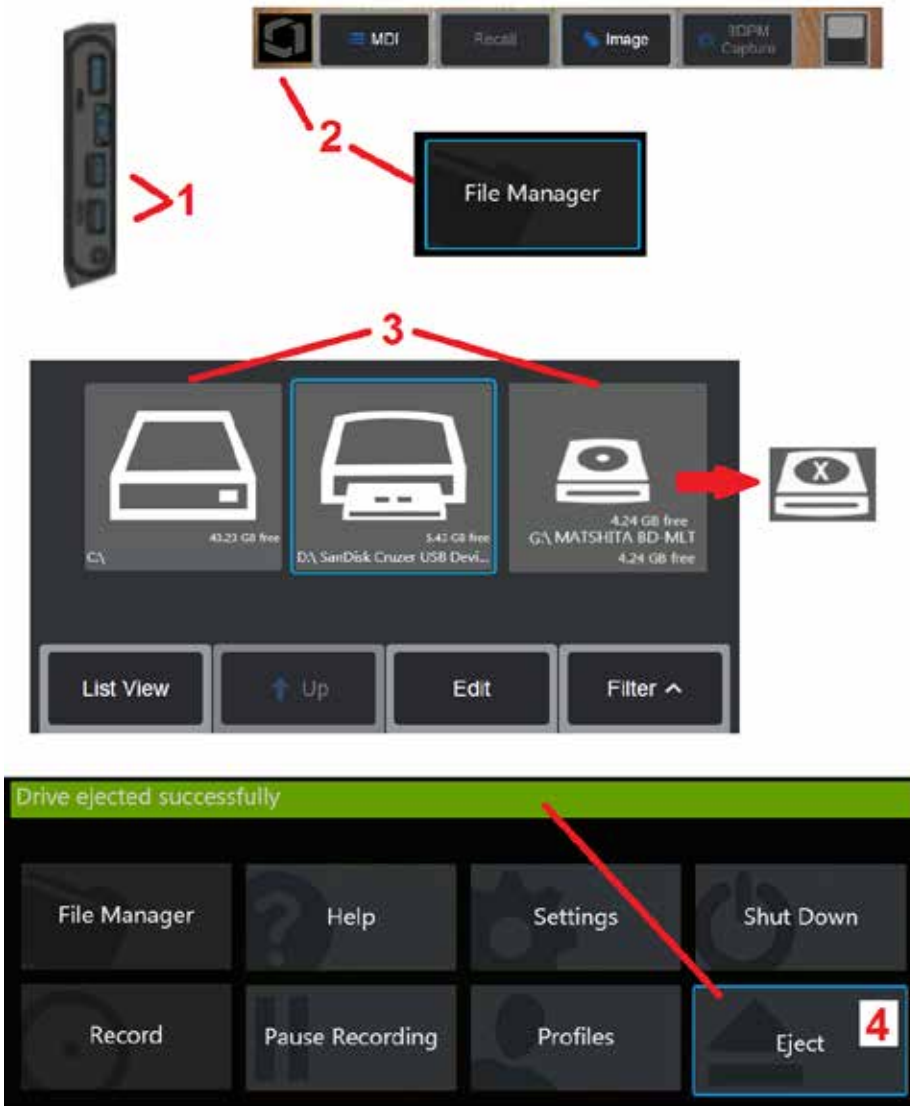 MDI
Recall
Image
3DPM
Capture
2
1
File Manager
3
43.23 GB free
C:\
5.43 GB free
D:\ SanDisk Cruzer USB Devi...
4.24 GB free
G:\ MATSHITA BD-MLT
4.24 GB free
X
List View
Up
Edit
Filter
Drive ejected successfully
File Manager
Help
Settings
Shut Down
Record
Pause Recording
Profiles
Eject
4